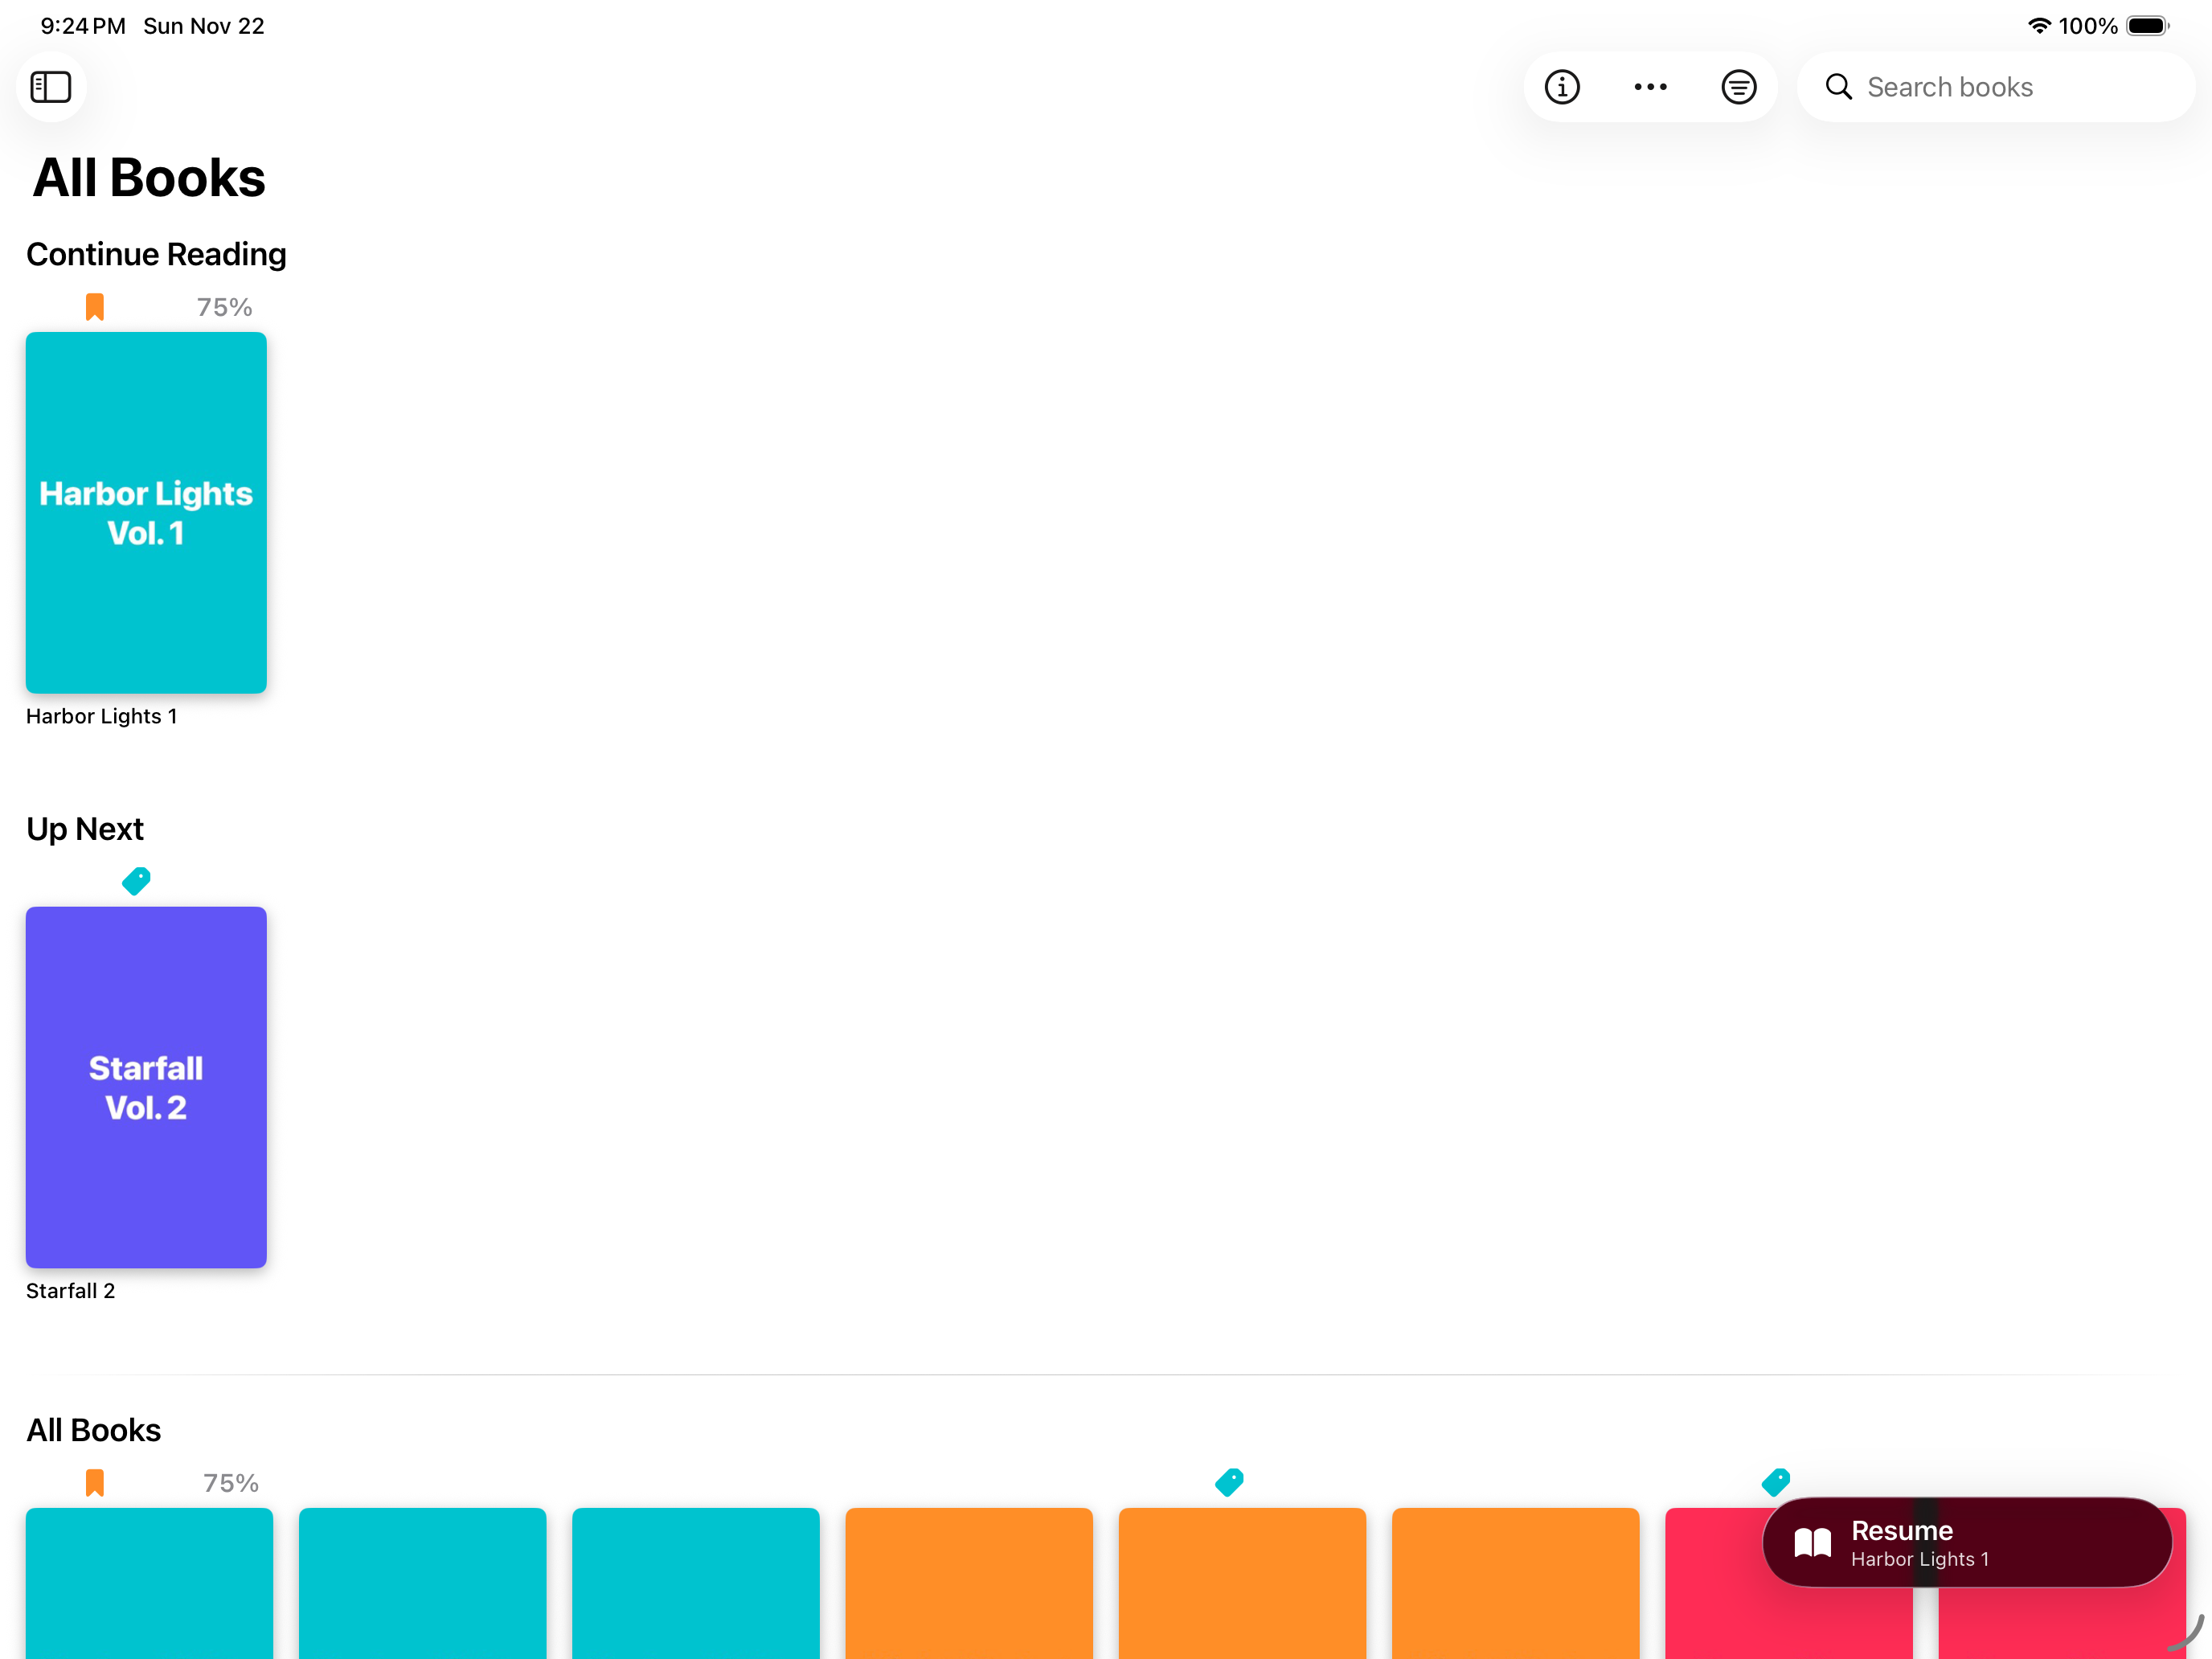 9:24 PM Sun Nov 22
100%
Search books
All Books
Continue Reading
75%
Harbor Lights
Vol. 1
Harbor Lights 1
Up Next
Starfall
Vol. 2
Starfall 2
All Books
75%
Resume
Harbor Lights 1